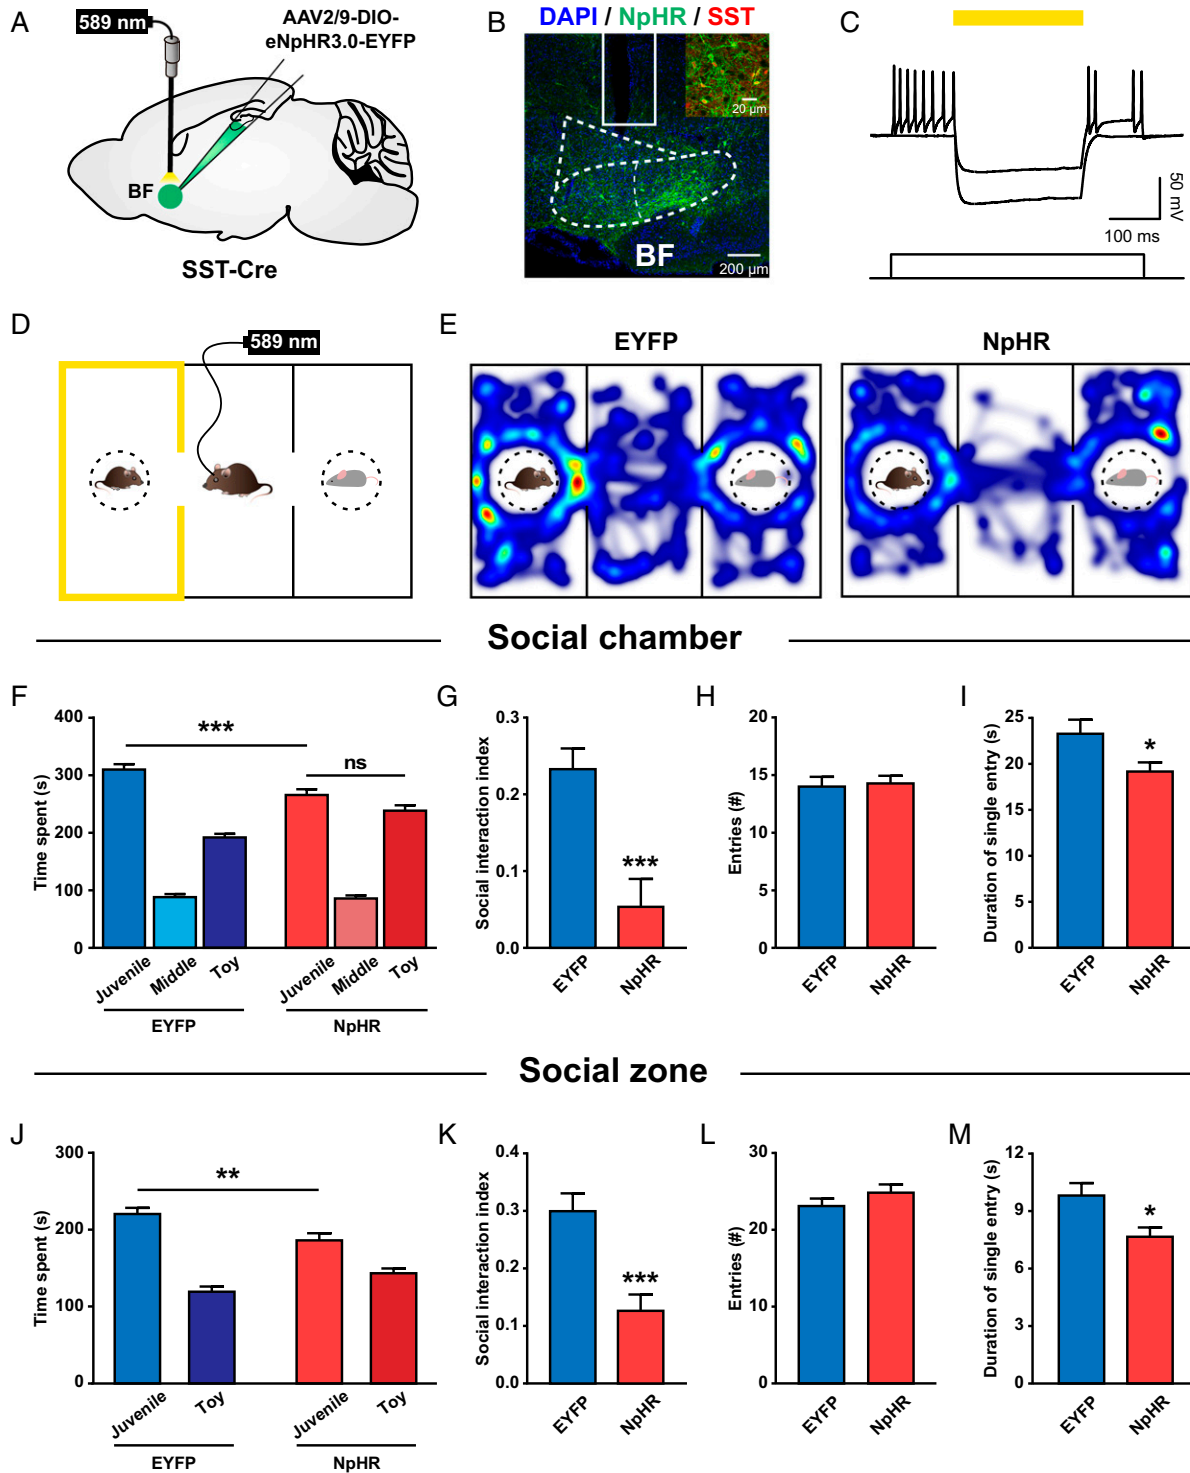 A
589 nm
AAV2/9-DIO-
eNpHR3.0-EYFP
BF
SST-Cre
B
DAPI / NpHR / SST
20 µm
BF
200 µm
C
50 mV
100 ms
D
589 nm
E
EYFP
NpHR
Social chamber
F
Time spent (s)
400
300
200
100
0
***
ns
Juvenile
Middle
Toy
Juvenile
Middle
Toy
EYFP
NpHR
G
Social interaction index
0.3
0.2
0.1
0.0
***
EYFP
NpHR
H
Entries (#)
20
15
10
5
0
EYFP
NpHR
I
Duration of single entry (s)
25
20
15
10
5
0
*
EYFP
NpHR
Social zone
J
Time spent (s)
300
200
100
0
**
Juvenile
Toy
Juvenile
Toy
EYFP
NpHR
K
Social interaction index
0.4
0.3
0.2
0.1
0.0
***
EYFP
NpHR
L
Entries (#)
30
20
10
0
EYFP
NpHR
M
Duration of single entry (s)
12
9
6
3
0
*
EYFP
NpHR